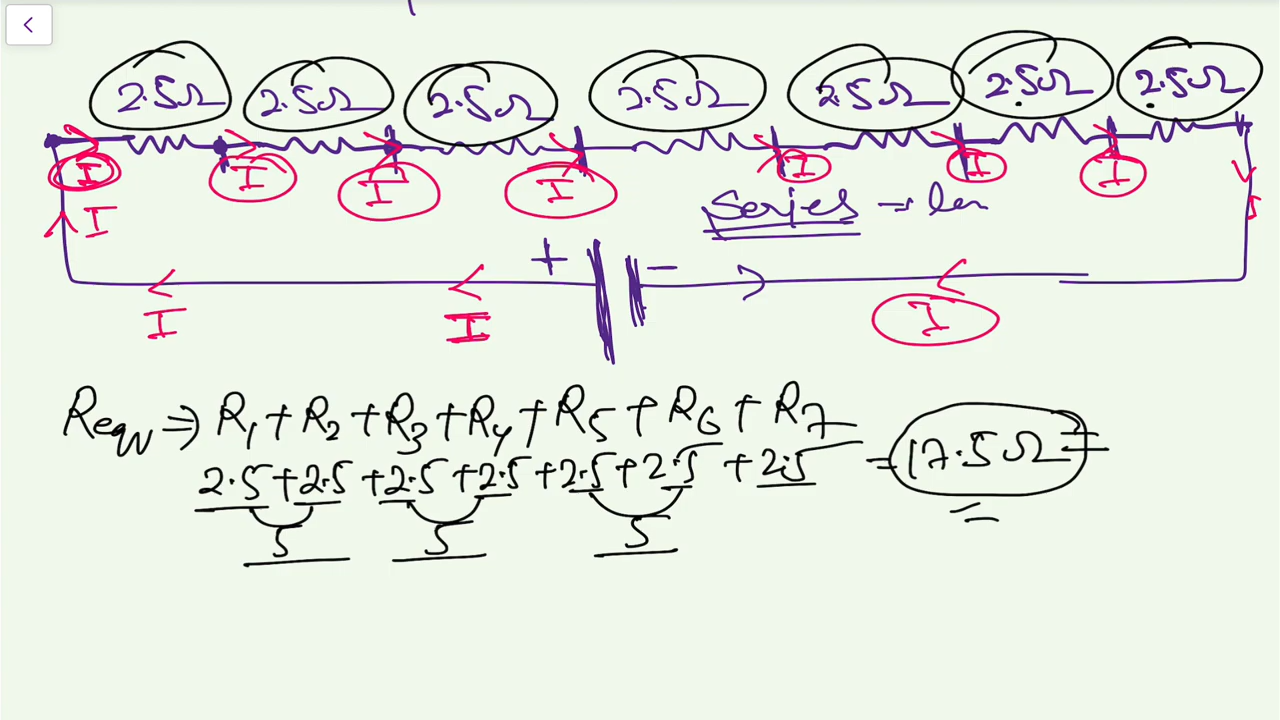 2.5Ω 2.5Ω 2.5Ω 2.5Ω 2.5Ω 2.5Ω 2.5Ω
I I I I I I I
I Series → len
+ −
I I I
Requ ⇒ R1 + R2 + R3 + R4 + R5 + R6 + R7
2.5 + 2.5 + 2.5 + 2.5 + 2.5 + 2.5 + 2.5 = 17.5Ω
5 5 5